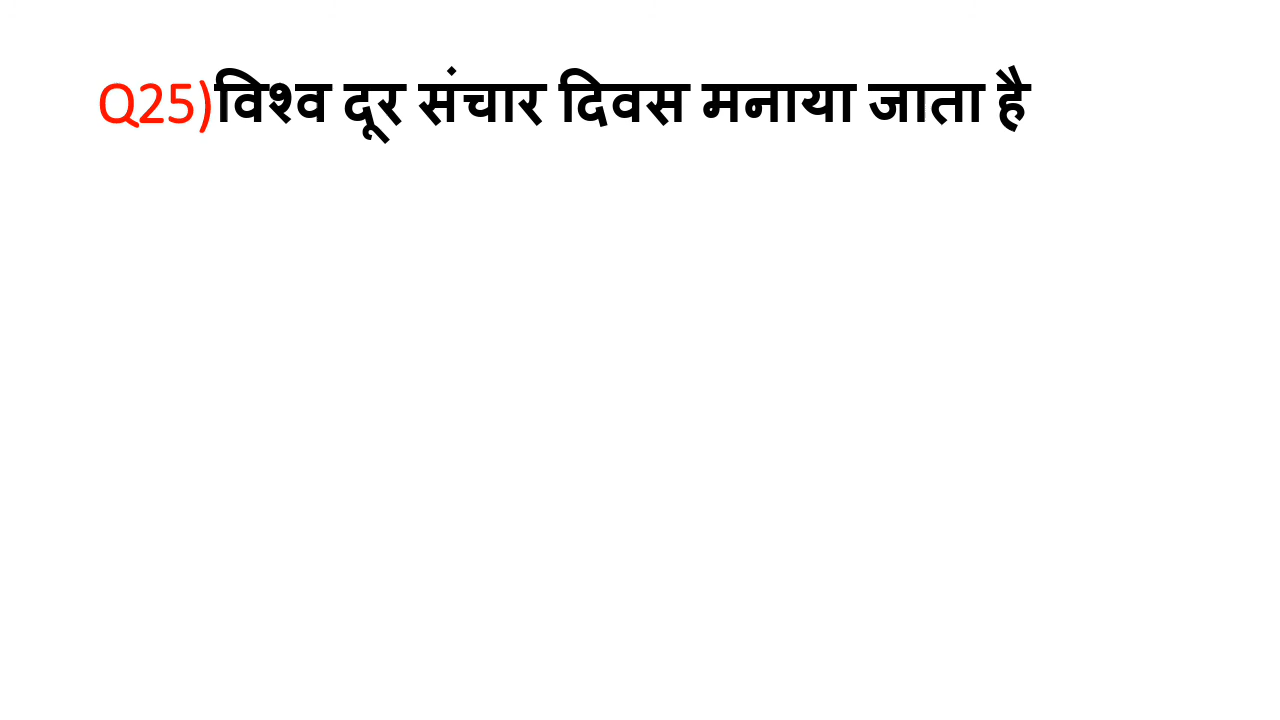 Q25)विश्व दूर संचार दिवस मनाया जाता है